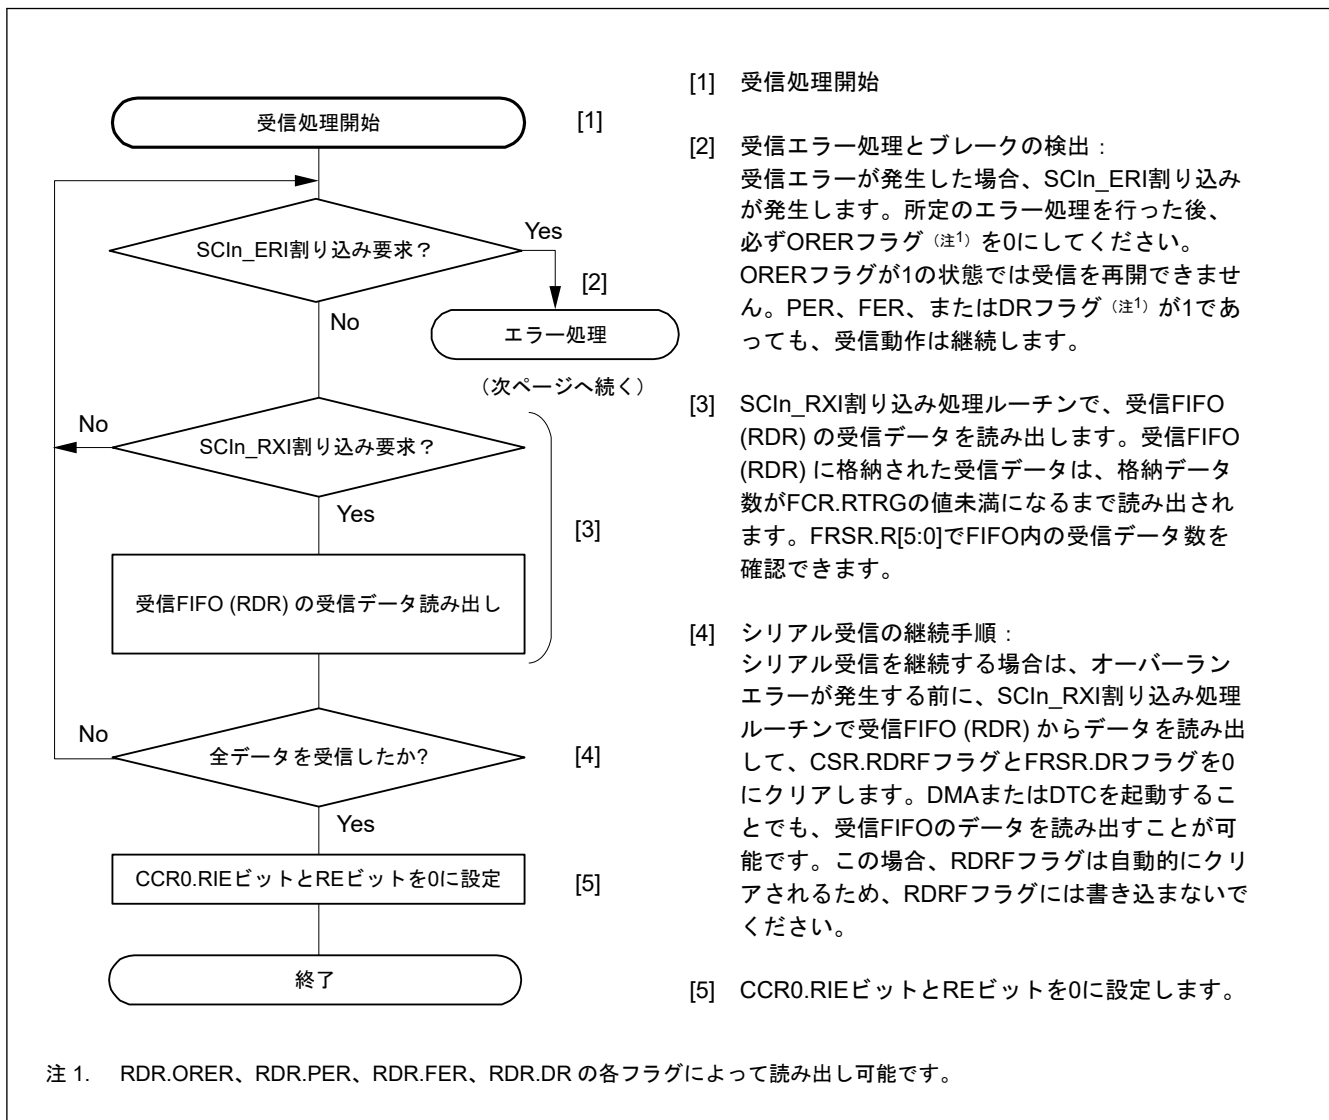 受信処理開始
[1]
SCIn_ERI割り込み要求？
Yes
[2]
No
エラー処理
（次ページへ続く）
No
SCIn_RXI割り込み要求？
Yes
[3]
受信FIFO (RDR) の受信データ読み出し
No
全データを受信したか?
[4]
Yes
CCR0.RIEビットとREビットを0に設定
[5]
終了
[1] 受信処理開始
[2] 受信エラー処理とブレークの検出：
受信エラーが発生した場合、SCIn_ERI割り込み
が発生します。所定のエラー処理を行った後、
必ずORERフラグ（注1）を0にしてください。
ORERフラグが1の状態では受信を再開できませ
ん。PER、FER、またはDRフラグ（注1）が1であ
っても、受信動作は継続します。
[3] SCIn_RXI割り込み処理ルーチンで、受信FIFO
(RDR) の受信データを読み出します。受信FIFO
(RDR) に格納された受信データは、格納データ
数がFCR.RTRGの値未満になるまで読み出され
ます。FRSR.R[5:0]でFIFO内の受信データ数を
確認できます。
[4] シリアル受信の継続手順：
シリアル受信を継続する場合は、オーバーラン
エラーが発生する前に、SCIn_RXI割り込み処理
ルーチンで受信FIFO (RDR) からデータを読み出
して、CSR.RDRFフラグとFRSR.DRフラグを0
にクリアします。DMAまたはDTCを起動するこ
とでも、受信FIFOのデータを読み出すことが可
能です。この場合、RDRFフラグは自動的にクリ
アされるため、RDRFフラグには書き込まないで
ください。
[5] CCR0.RIEビットとREビットを0に設定します。
注 1. RDR.ORER、RDR.PER、RDR.FER、RDR.DR の各フラグによって読み出し可能です。